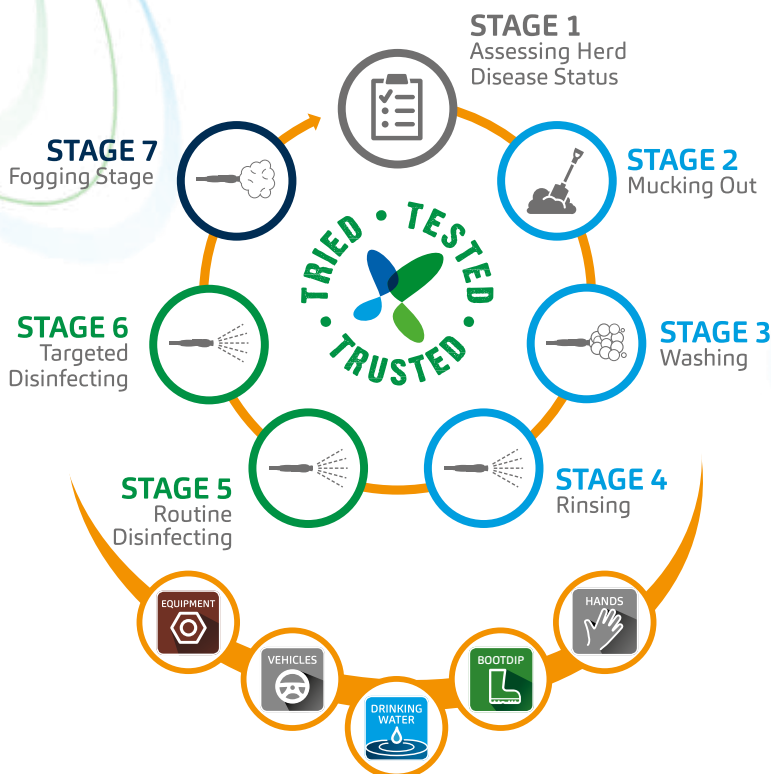 STAGE 1
Assessing Herd
Disease Status
STAGE 2
Mucking Out
STAGE 3
Washing
STAGE 4
Rinsing
STAGE 5
Routine
Disinfecting
STAGE 6
Targeted
Disinfecting
STAGE 7
Fogging Stage
TRIED • TESTED • TRUSTED •
EQUIPMENT
VEHICLES
DRINKING
WATER
BOOTDIP
HANDS